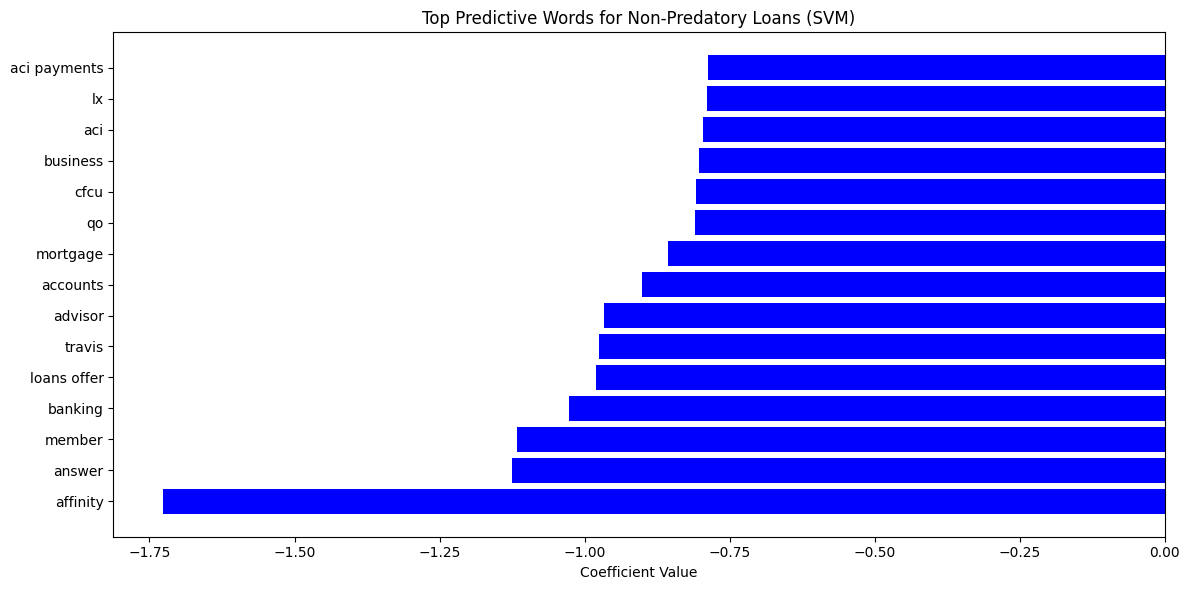 Top Predictive Words for Non-Predatory Loans (SVM)
aci payments
lx
aci
business
cfcu
qo
mortgage
accounts
advisor
travis
loans offer
banking
member
answer
affinity
−1.75 −1.50 −1.25 −1.00 −0.75 −0.50 −0.25 0.00
Coefficient Value